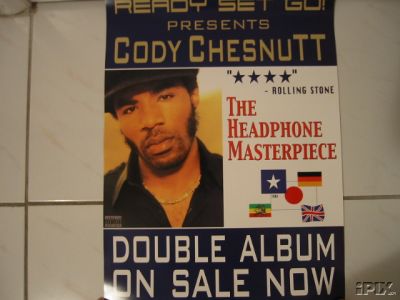 READY SET GO!
PRESENTS
CODY CHESNUTT
"★★★★"
- ROLLING STONE
THE
HEADPHONE
MASTERPIECE
DOUBLE ALBUM
ON SALE NOW
iPIX